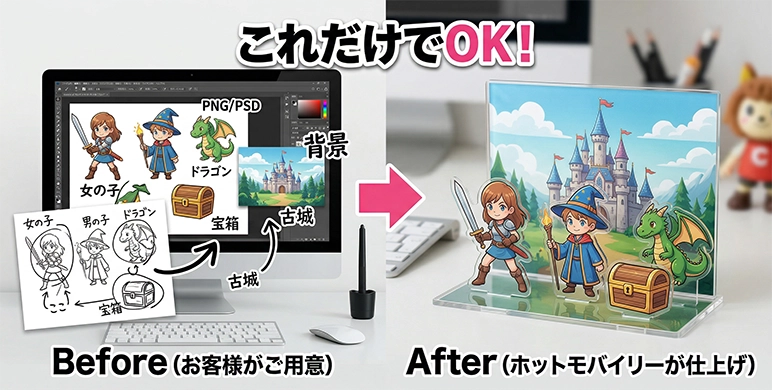 これだけでOK!
PNG/PSD
背景
ドラゴン
女の子
宝箱
古城
女の子
男の子
ドラゴン
古城
ここ
宝箱
Before(お客様がご用意)
After(ホットモバイリーが仕上げ)
C